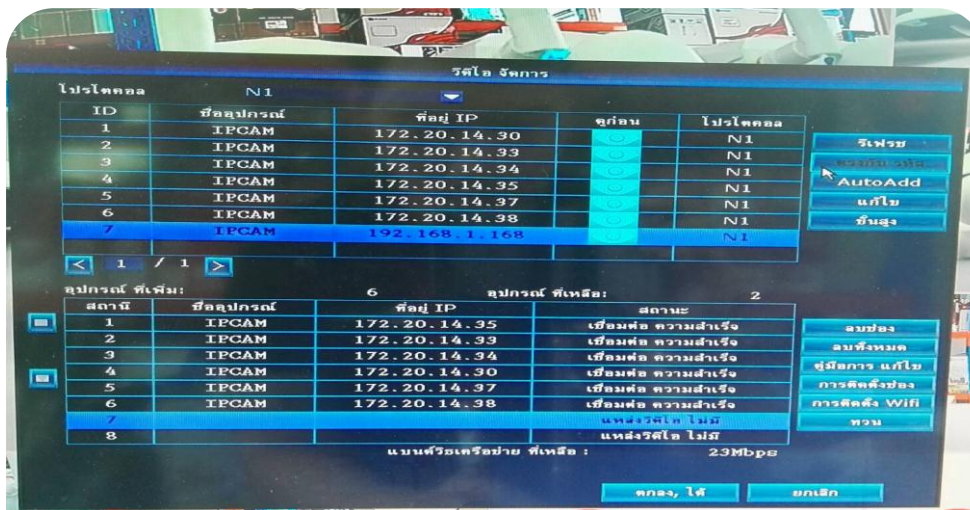 วิดีโอ จัดการ
โปรโตคอล N1
ID ชื่ออุปกรณ์ ที่อยู่ IP ดูก่อน โปรโตคอล
1 IPCAM 172.20.14.30 N1
2 IPCAM 172.20.14.33 N1
3 IPCAM 172.20.14.34 N1
4 IPCAM 172.20.14.35 N1
5 IPCAM 172.20.14.37 N1
6 IPCAM 172.20.14.38 N1
7 IPCAM 192.168.1.168 N1
รีเฟรช
AutoAdd
แก้ไข
ขั้นสูง
< 1 / 1 >
อุปกรณ์ ที่เพิ่ม: 6 อุปกรณ์ ที่เหลือ: 2
สถานี ชื่ออุปกรณ์ ที่อยู่ IP สถานะ
1 IPCAM 172.20.14.35 เชื่อมต่อ ความสำเร็จ
2 IPCAM 172.20.14.33 เชื่อมต่อ ความสำเร็จ
3 IPCAM 172.20.14.34 เชื่อมต่อ ความสำเร็จ
4 IPCAM 172.20.14.30 เชื่อมต่อ ความสำเร็จ
5 IPCAM 172.20.14.37 เชื่อมต่อ ความสำเร็จ
6 IPCAM 172.20.14.38 เชื่อมต่อ ความสำเร็จ
7 แหล่งวิดีโอ ไม่มี
8 แหล่งวิดีโอ ไม่มี
ลบช่อง
ลบทั้งหมด
คู่มือการ แก้ไข
การติดตั้งช่อง
การติดตั้ง Wifi
ทวน
แบนด์วิธเครือข่าย ที่เหลือ : 23Mbps
ตกลง, ได้ ยกเลิก